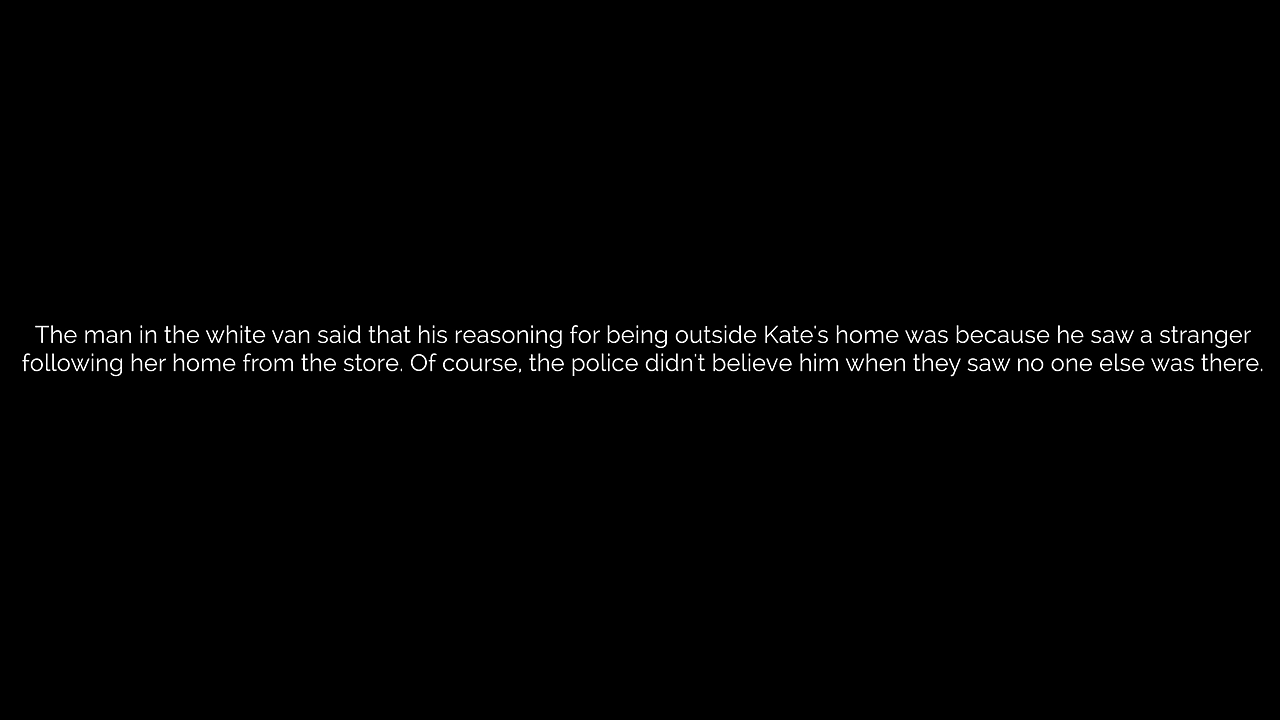 The man in the white van said that his reasoning for being outside Kate's home was because he saw a stranger
following her home from the store. Of course, the police didn't believe him when they saw no one else was there.